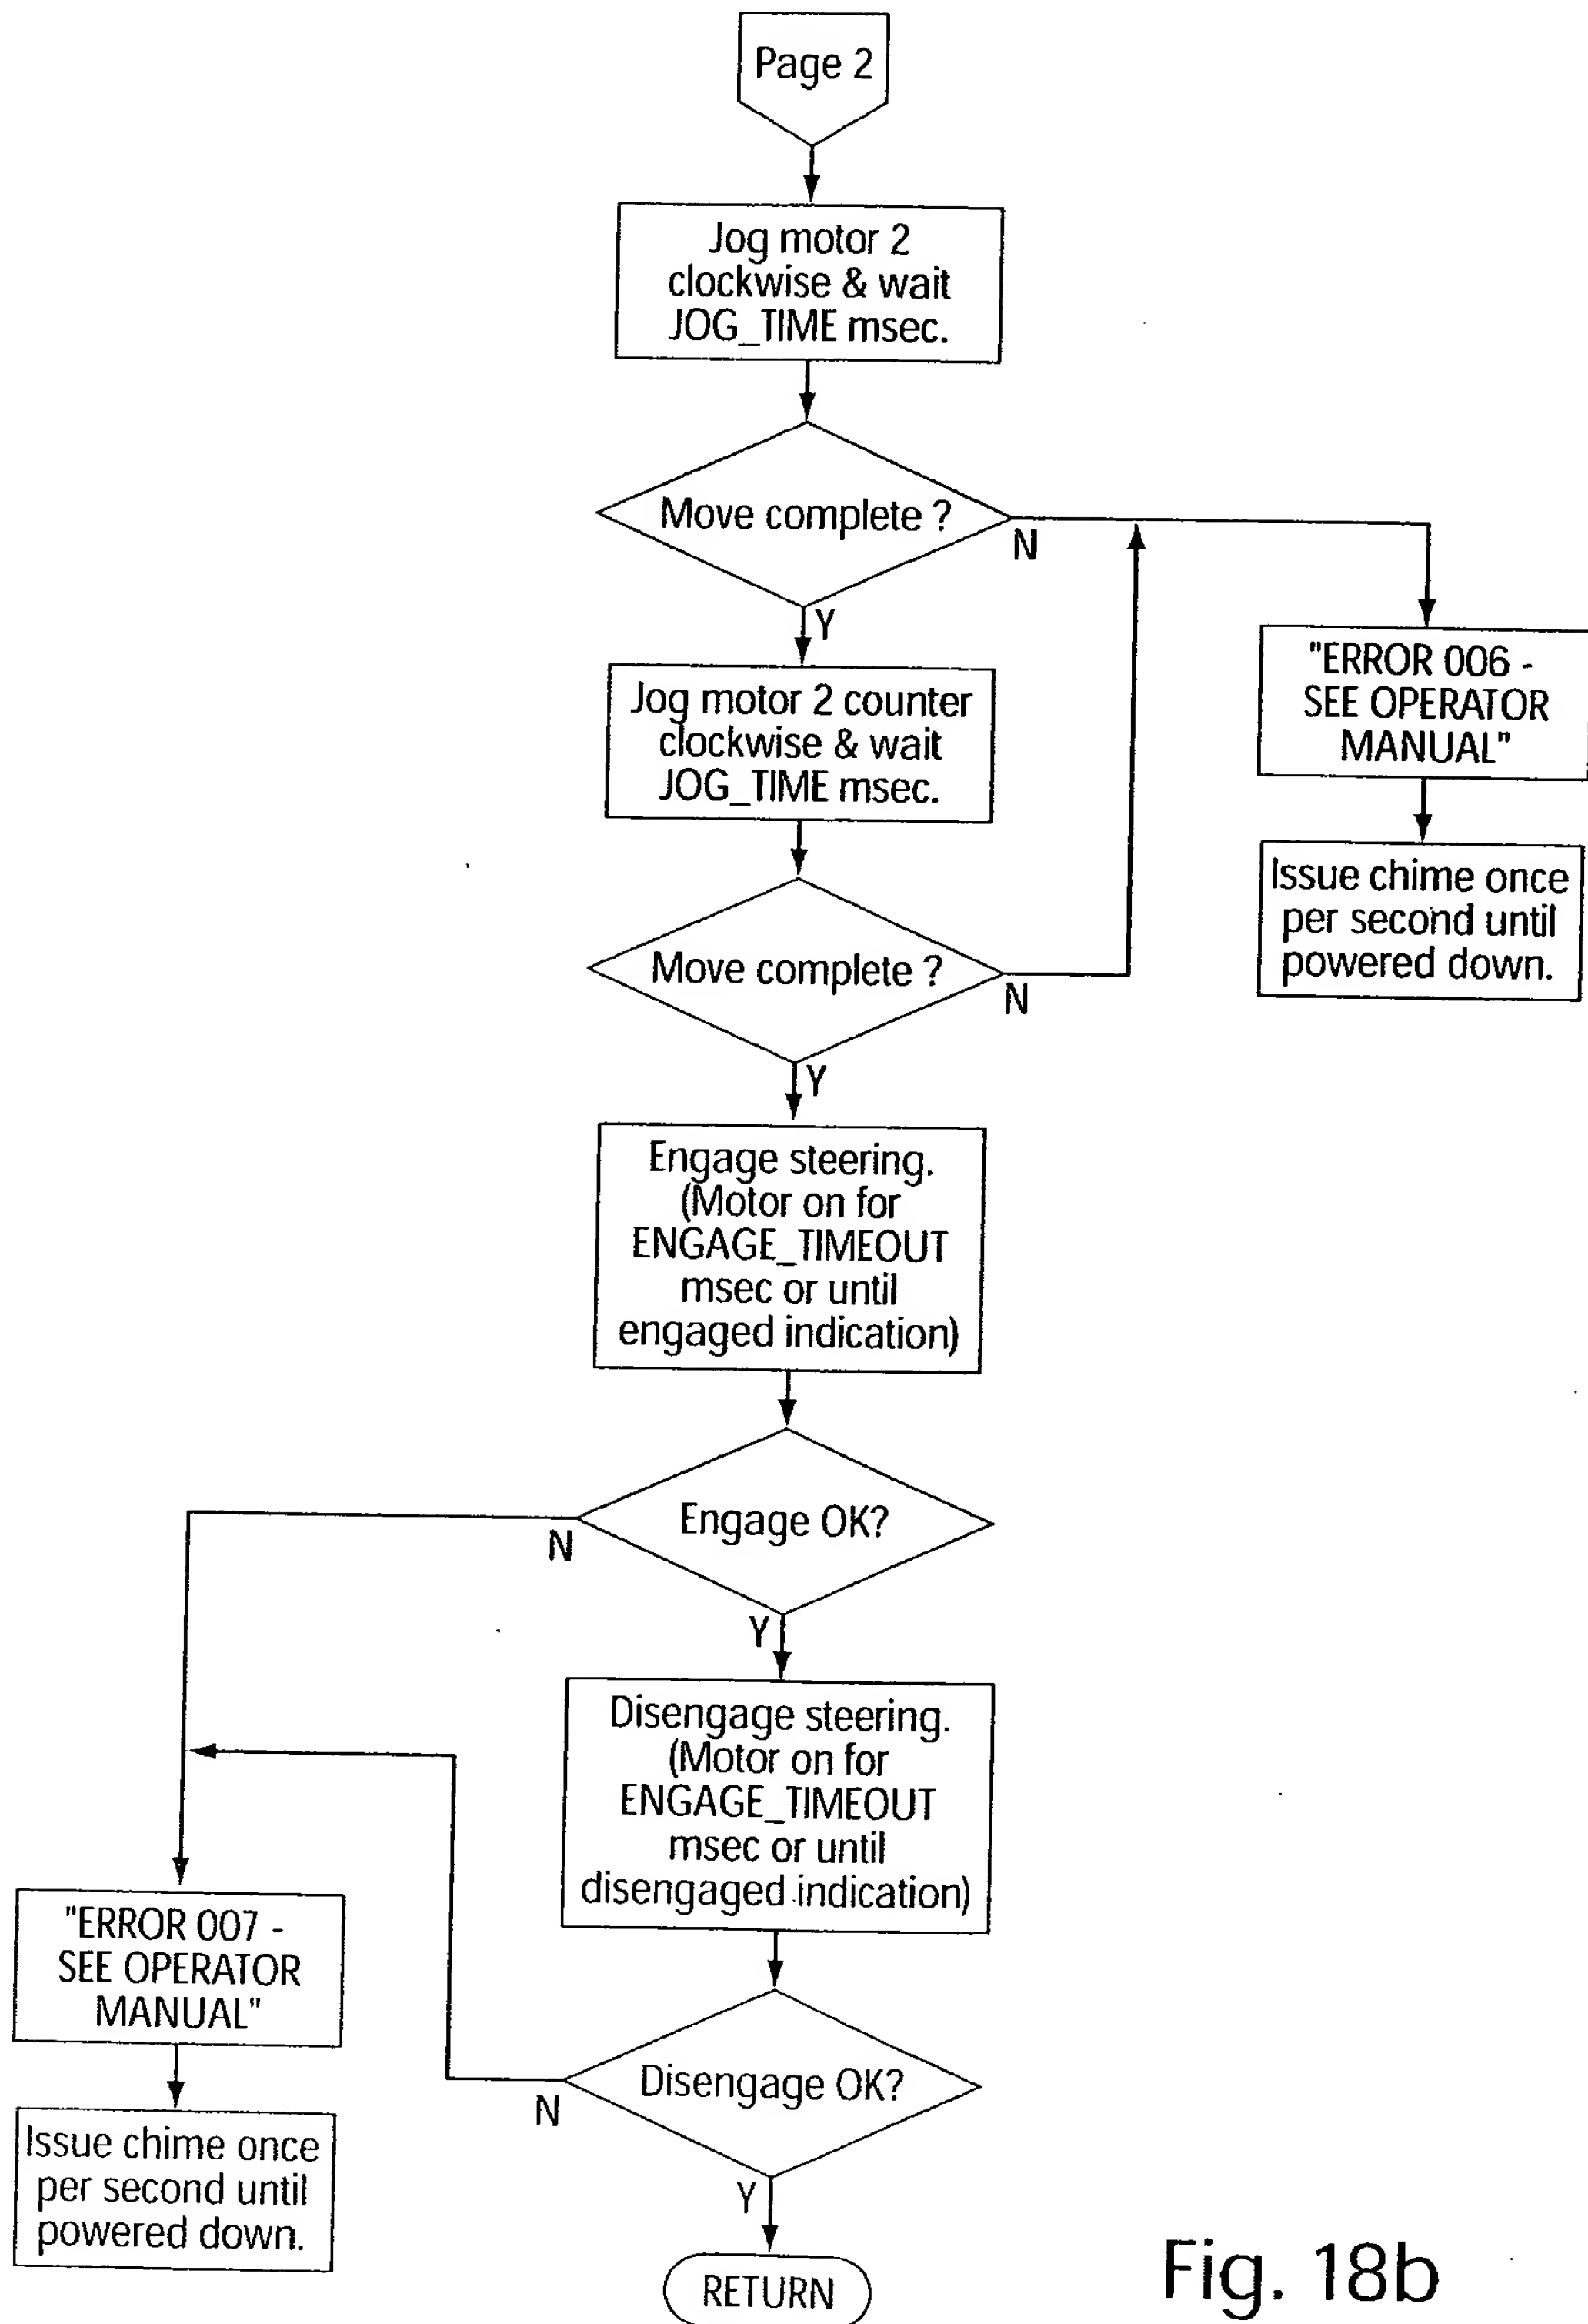 Page 2
Jog motor 2
clockwise & wait
JOG_TIME msec.
Move complete ?
N
Y
"ERROR 006 -
SEE OPERATOR
MANUAL"
Jog motor 2 counter
clockwise & wait
JOG_TIME msec.
Issue chime once
per second until
powered down.
Move complete ?
N
Y
Engage steering.
(Motor on for
ENGAGE_TIMEOUT
msec or until
engaged indication)
Engage OK?
N
Y
Disengage steering.
(Motor on for
ENGAGE_TIMEOUT
msec or until
disengaged indication)
"ERROR 007 -
SEE OPERATOR
MANUAL"
Disengage OK?
N
Y
Issue chime once
per second until
powered down.
RETURN
Fig. 18b